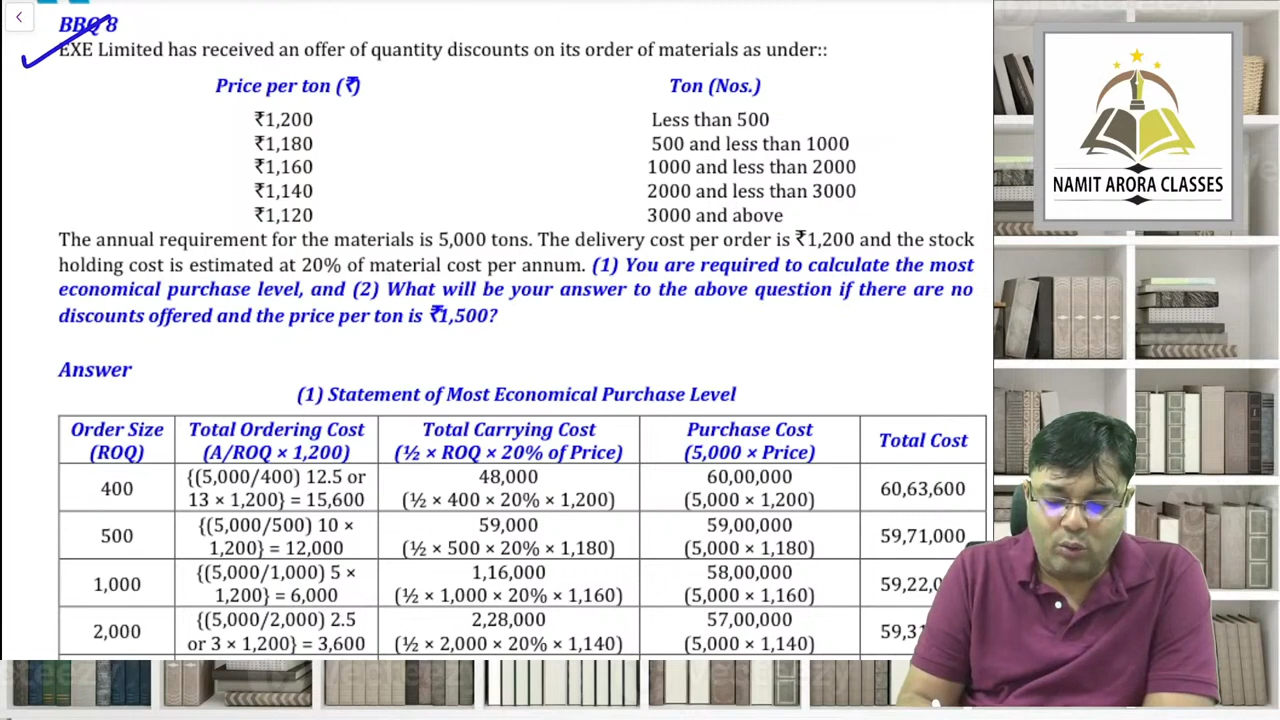 BBQ 8
EXE Limited has received an offer of quantity discounts on its order of materials as under::
Price per ton (₹) Ton (Nos.)
₹1,200 Less than 500
₹1,180 500 and less than 1000
₹1,160 1000 and less than 2000
₹1,140 2000 and less than 3000
₹1,120 3000 and above
The annual requirement for the materials is 5,000 tons. The delivery cost per order is ₹1,200 and the stock
holding cost is estimated at 20% of material cost per annum. (1) You are required to calculate the most
economical purchase level, and (2) What will be your answer to the above question if there are no
discounts offered and the price per ton is ₹1,500?
Answer
(1) Statement of Most Economical Purchase Level
Order Size Total Ordering Cost Total Carrying Cost Purchase Cost Total Cost
(ROQ) (A/ROQ × 1,200) (½ × ROQ × 20% of Price) (5,000 × Price)
400 {(5,000/400) 12.5 or 48,000 60,00,000 60,63,600
13 × 1,200} = 15,600 (½ × 400 × 20% × 1,200) (5,000 × 1,200)
500 {(5,000/500) 10 × 59,000 59,00,000 59,71,000
1,200} = 12,000 (½ × 500 × 20% × 1,180) (5,000 × 1,180)
1,000 {(5,000/1,000) 5 × 1,16,000 58,00,000 59,22,0
1,200} = 6,000 (½ × 1,000 × 20% × 1,160) (5,000 × 1,160)
2,000 {(5,000/2,000) 2.5 2,28,000 57,00,000 59,31
or 3 × 1,200} = 3,600 (½ × 2,000 × 20% × 1,140) (5,000 × 1,140)
NAMIT ARORA CLASSES